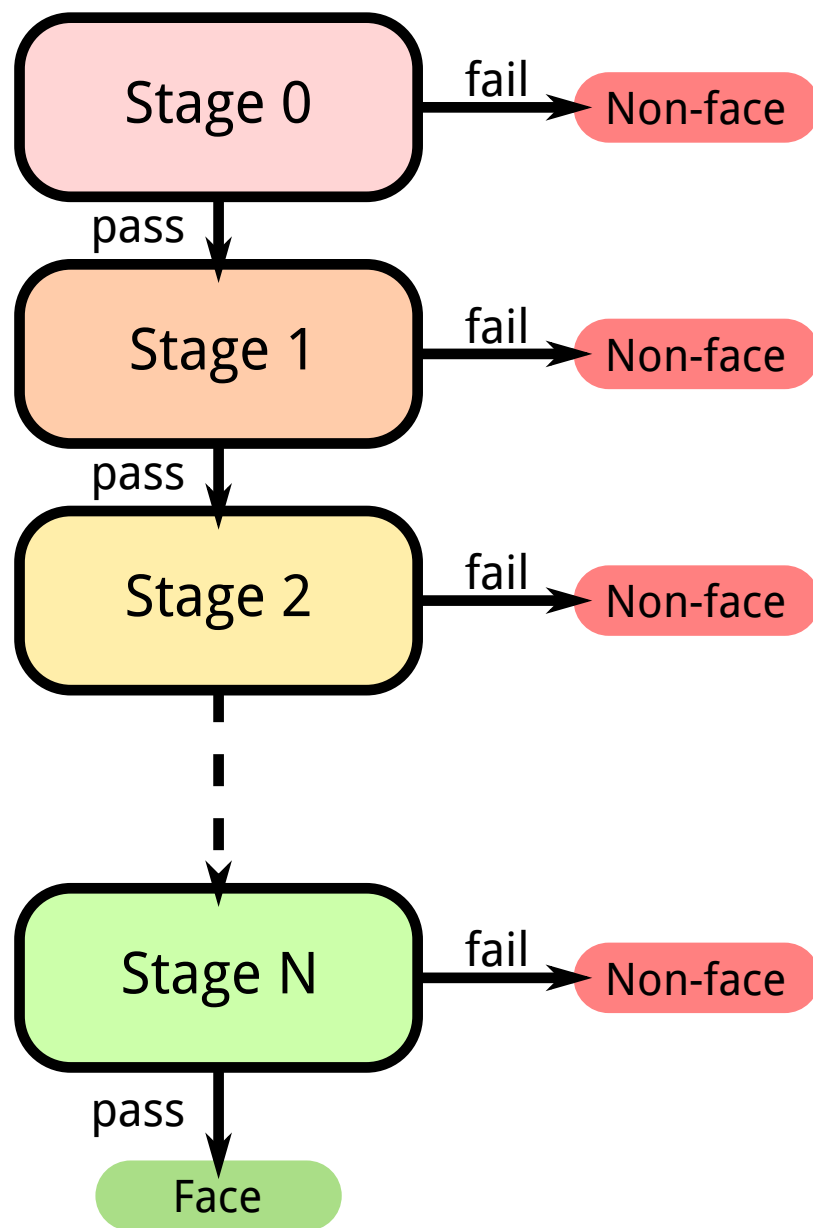 Stage 0
fail
Non-face
pass
Stage 1
fail
Non-face
pass
Stage 2
fail
Non-face
Stage N
fail
Non-face
pass
Face